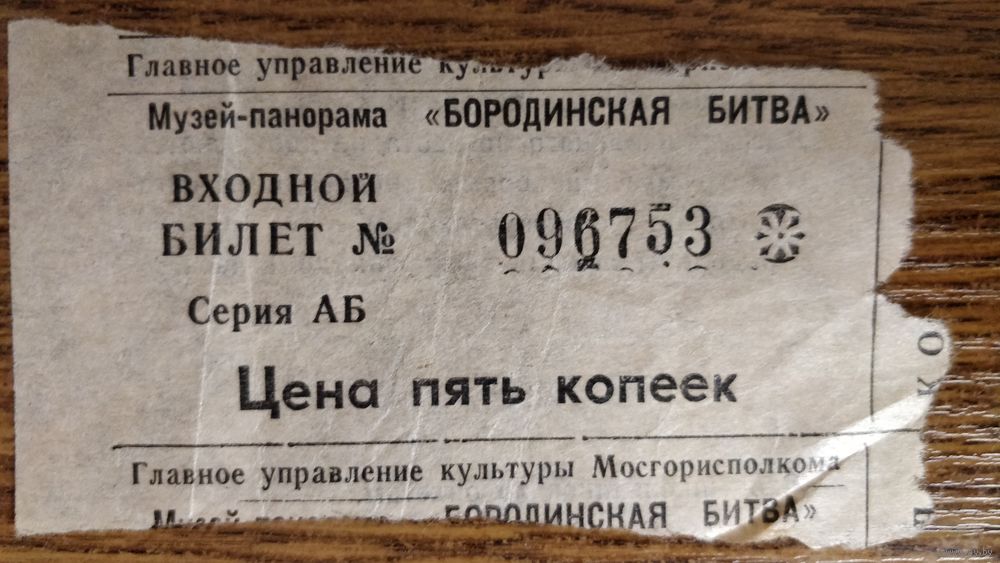 Главное управление
Музей-панорама «БОРОДИНСКАЯ БИТВА»
ВХОДНОЙ
БИЛЕТ № 096753
Серия АБ
Цена пять копеек
Главное управление культуры Мосгорисполкома
БИТВА»